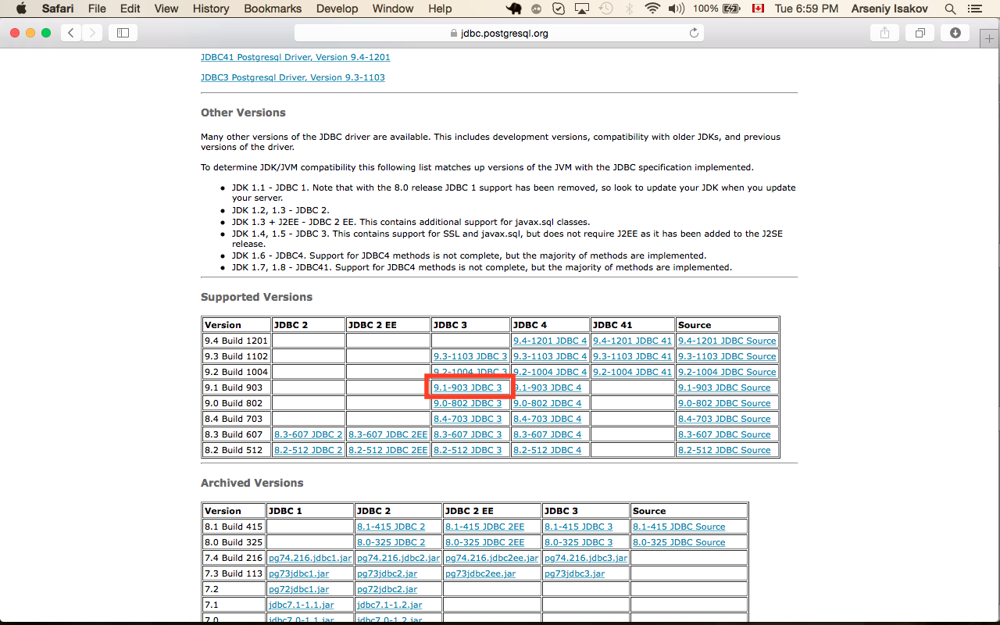 Safari File Edit View History Bookmarks Develop Window Help 100% Tue 6:59 PM Arseniy Isakov
jdbc.postgresql.org
JDBC41 Postgresql Driver, Version 9.4-1201
JDBC3 Postgresql Driver, Version 9.3-1103
Other Versions
Many other versions of the JDBC driver are available. This includes development versions, compatibility with older JDKs, and previous
versions of the driver.
To determine JDK/JVM compatibility this following list matches up versions of the JVM with the JDBC specification implemented.
JDK 1.1 - JDBC 1. Note that with the 8.0 release JDBC 1 support has been removed, so look to update your JDK when you update
your server.
JDK 1.2, 1.3 - JDBC 2.
JDK 1.3 + J2EE - JDBC 2 EE. This contains additional support for javax.sql classes.
JDK 1.4, 1.5 - JDBC 3. This contains support for SSL and javax.sql, but does not require J2EE as it has been added to the J2SE
release.
JDK 1.6 - JDBC4. Support for JDBC4 methods is not complete, but the majority of methods are implemented.
JDK 1.7, 1.8 - JDBC41. Support for JDBC4 methods is not complete, but the majority of methods are implemented.
Supported Versions
Version JDBC 2 JDBC 2 EE JDBC 3 JDBC 4 JDBC 41 Source
9.4 Build 1201 9.4-1201 JDBC 4 9.4-1201 JDBC 41 9.4-1201 JDBC Source
9.3 Build 1102 9.3-1103 JDBC 3 9.3-1103 JDBC 4 9.3-1103 JDBC 41 9.3-1103 JDBC Source
9.2 Build 1004 9.2-1004 JDBC 3 9.2-1004 JDBC 4 9.2-1004 JDBC 41 9.2-1004 JDBC Source
9.1 Build 903 9.1-903 JDBC 3 9.1-903 JDBC 4 9.1-903 JDBC Source
9.0 Build 802 9.0-802 JDBC 3 9.0-802 JDBC 4 9.0-802 JDBC Source
8.4 Build 703 8.4-703 JDBC 3 8.4-703 JDBC 4 8.4-703 JDBC Source
8.3 Build 607 8.3-607 JDBC 2 8.3-607 JDBC 2EE 8.3-607 JDBC 3 8.3-607 JDBC 4 8.3-607 JDBC Source
8.2 Build 512 8.2-512 JDBC 2 8.2-512 JDBC 2EE 8.2-512 JDBC 3 8.2-512 JDBC 4 8.2-512 JDBC Source
Archived Versions
Version JDBC 1 JDBC 2 JDBC 2 EE JDBC 3 Source
8.1 Build 415 8.1-415 JDBC 2 8.1-415 JDBC 2EE 8.1-415 JDBC 3 8.1-415 JDBC Source
8.0 Build 325 8.0-325 JDBC 2 8.0-325 JDBC 2EE 8.0-325 JDBC 3 8.0-325 JDBC Source
7.4 Build 216 pg74.216.jdbc1.jar pg74.216.jdbc2.jar pg74.216.jdbc2ee.jar pg74.216.jdbc3.jar
7.3 Build 113 pg73jdbc1.jar pg73jdbc2.jar pg73jdbc2ee.jar pg73jdbc3.jar
7.2 pg72jdbc1.jar pg72jdbc2.jar
7.1 jdbc7.1-1.1.jar jdbc7.1-1.2.jar
7.0 jdbc7.0-1.1.jar jdbc7.0-1.2.jar